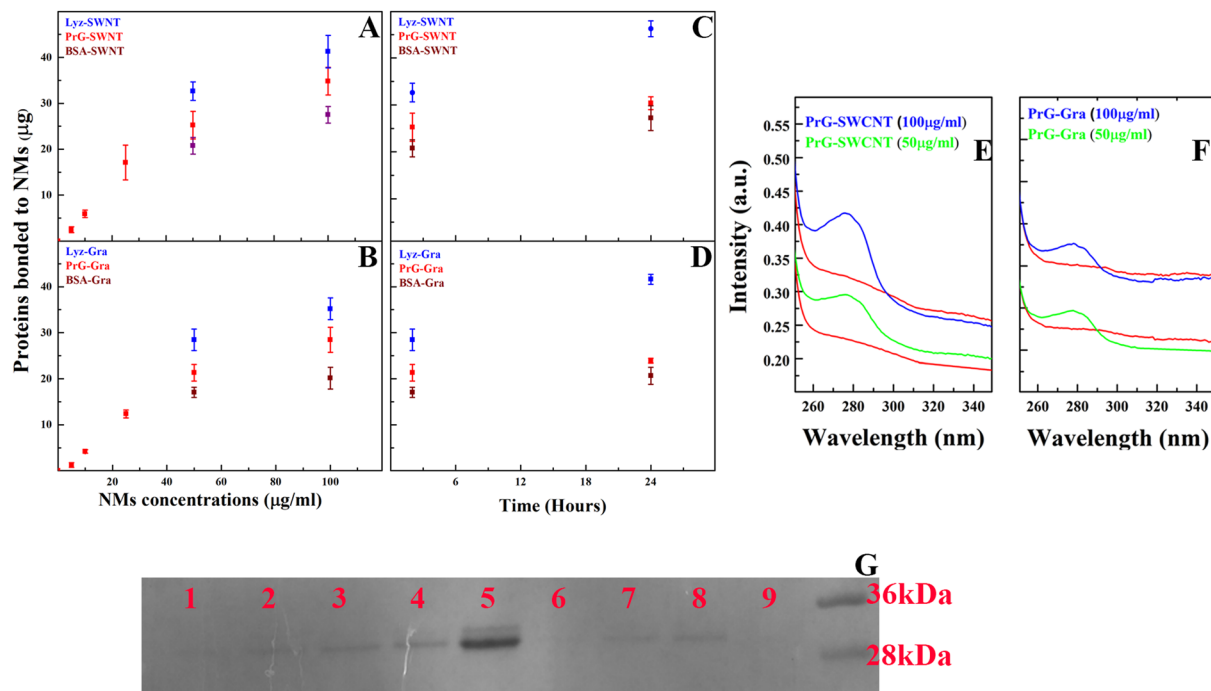 Lyz-SWNT
PrG-SWNT
BSA-SWNT
A
Lyz-SWNT
PrG-SWNT
BSA-SWNT
C
40
30
20
10
Lyz-Gra
PrG-Gra
BSA-Gra
B
Lyz-Gra
PrG-Gra
BSA-Gra
D
40
30
20
10
Proteins bonded to NMs (µg)
20 40 60 80 100
NMs concentrations (µg/ml)
6 12 18 24
Time (Hours)
PrG-SWCNT (100µg/ml)
PrG-SWCNT (50µg/ml)
E
PrG-Gra (100µg/ml)
PrG-Gra (50µg/ml)
F
0.55
0.50
0.45
0.40
0.35
0.30
0.25
0.20
Intensity (a.u.)
260 280 300 320 340
Wavelength (nm)
260 280 300 320 340
Wavelength (nm)
G
1 2 3 4 5 6 7 8 9
36kDa
28kDa